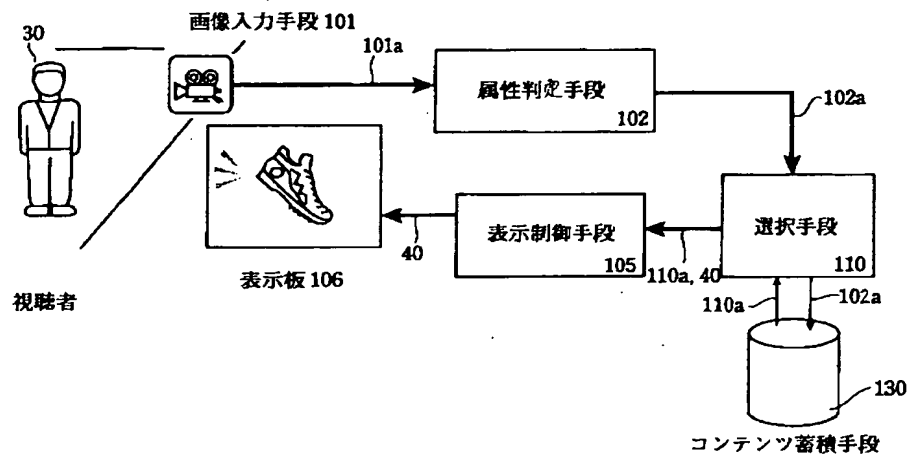 画像入力手段 101
30
101a
属性判定手段
102
102a
選択手段
110
表示制御手段
105
40
110a, 40
表示板 106
視聴者
110a
102a
130
コンテンツ蓄積手段